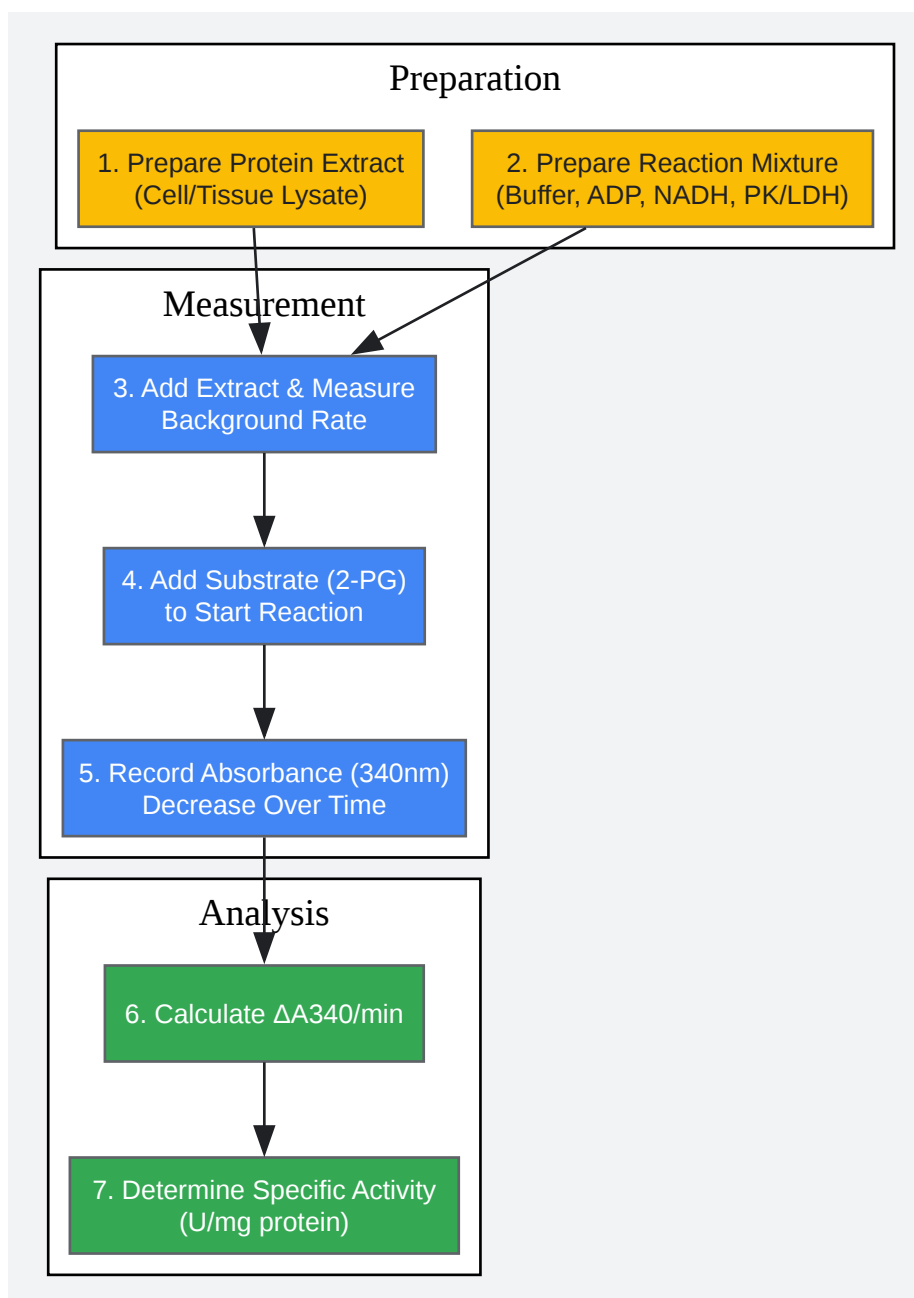 Preparation
1. Prepare Protein Extract
(Cell/Tissue Lysate)
2. Prepare Reaction Mixture
(Buffer, ADP, NADH, PK/LDH)
Measurement
3. Add Extract & Measure
Background Rate
4. Add Substrate (2-PG)
to Start Reaction
5. Record Absorbance (340nm)
Decrease Over Time
Analysis
6. Calculate ΔA340/min
7. Determine Specific Activity
(U/mg protein)